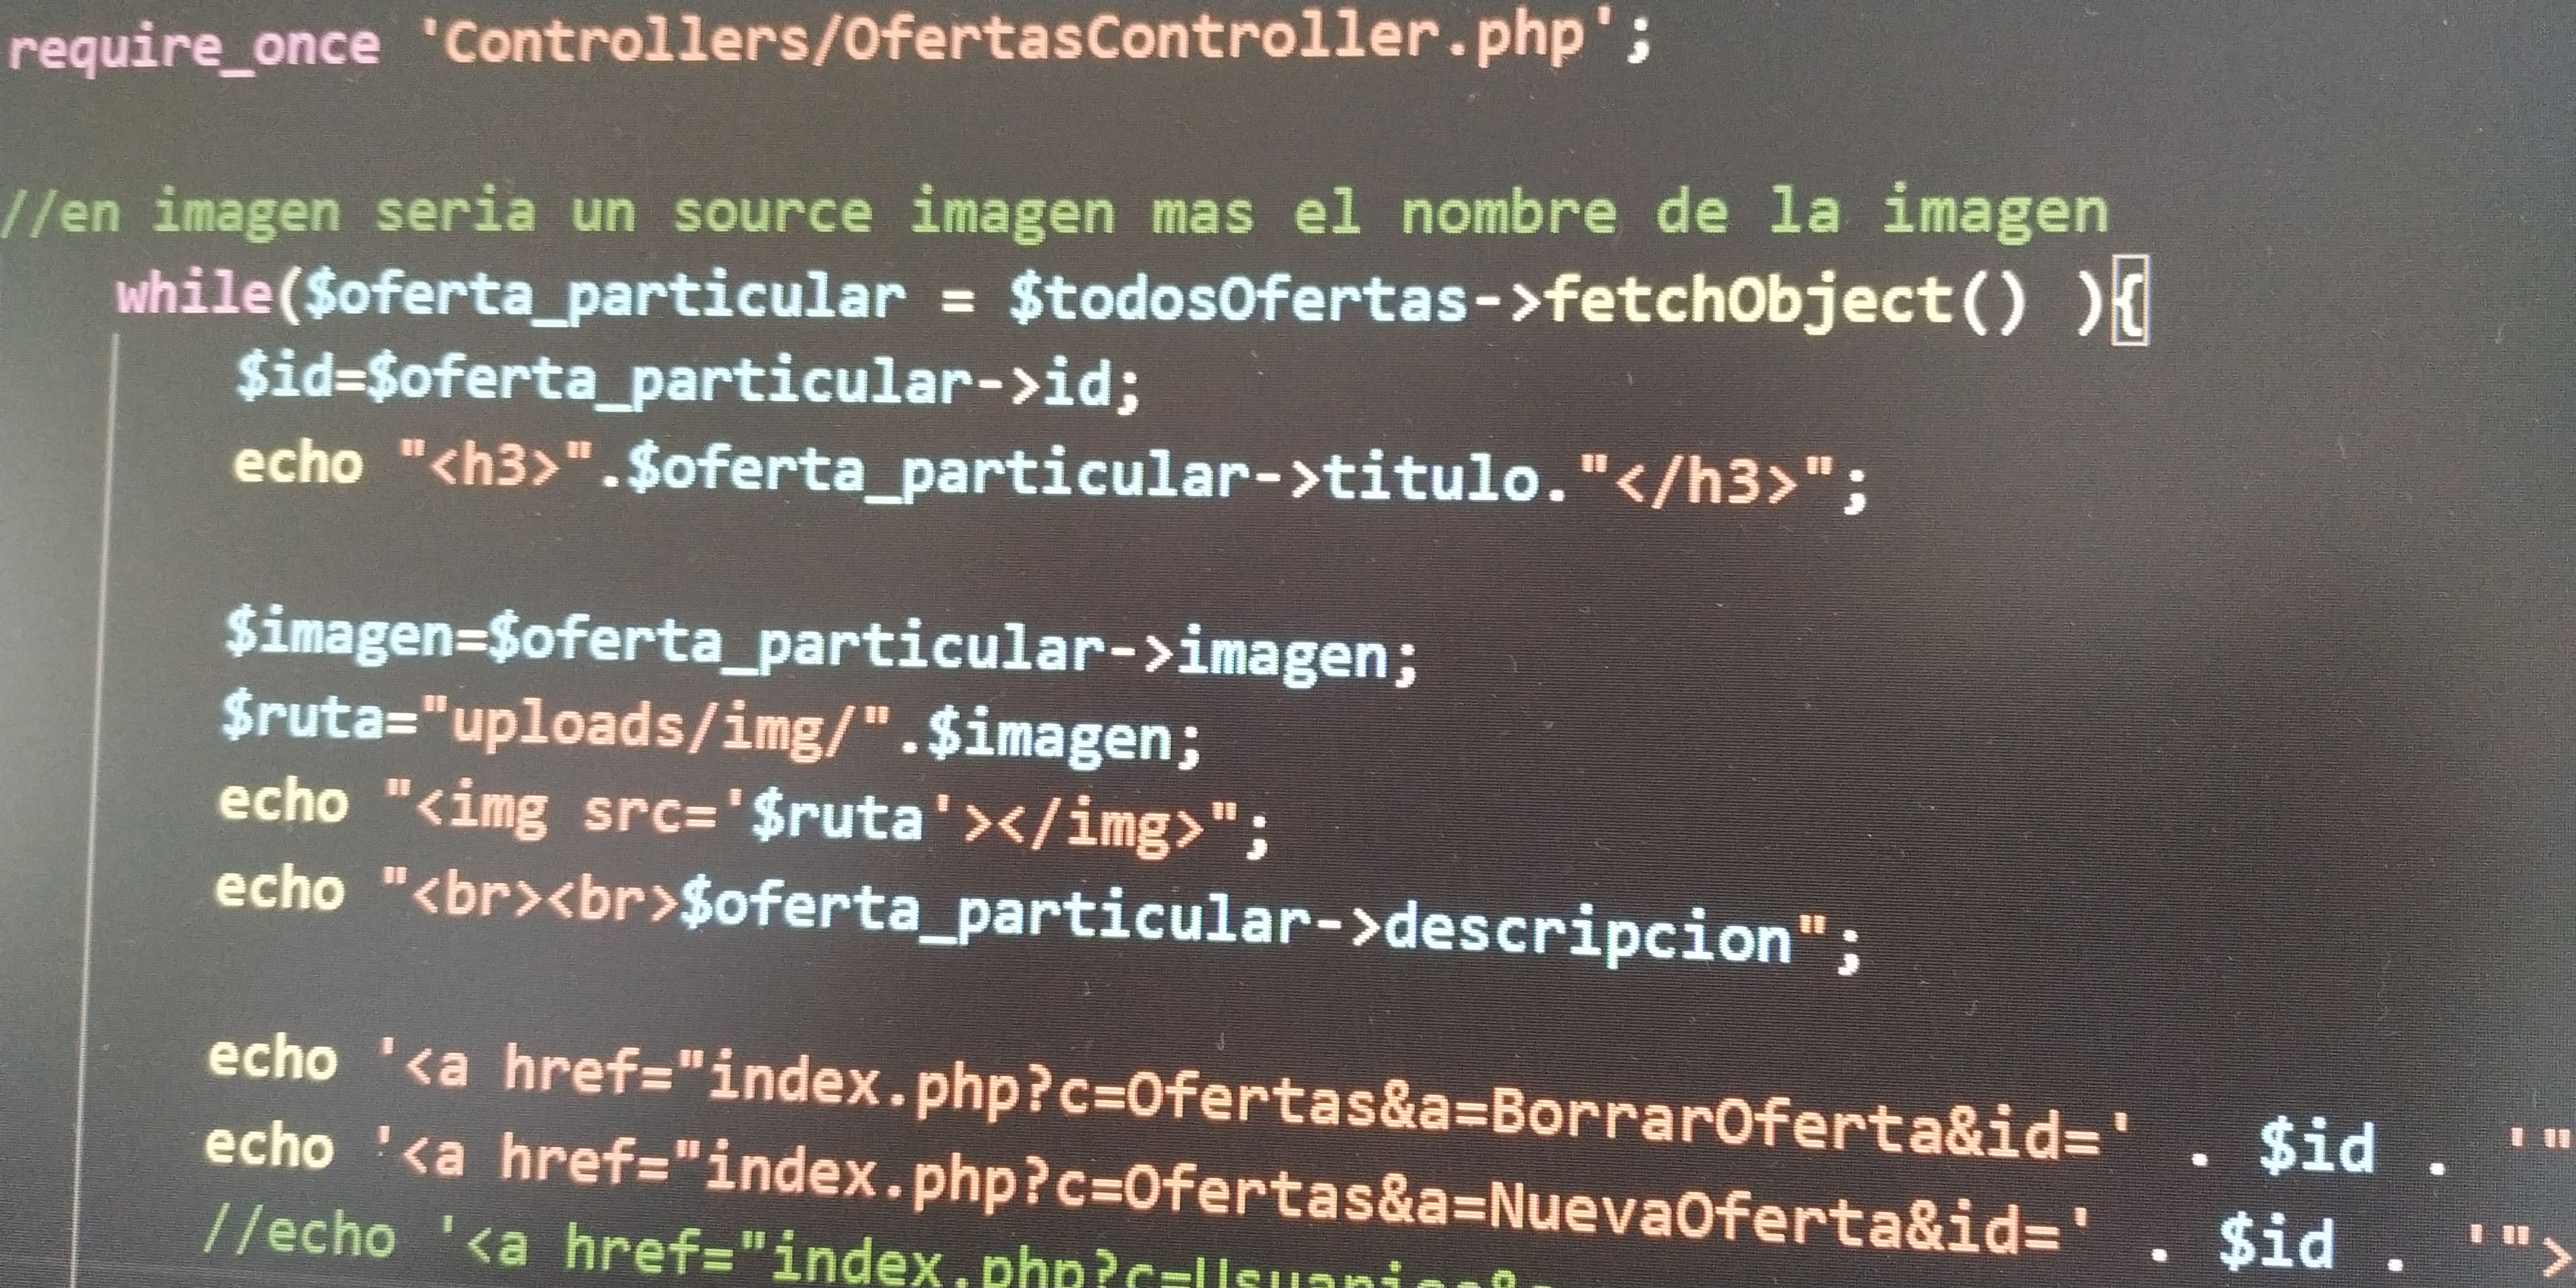 require_once 'Controllers/OfertasController.php';
//en imagen seria un source imagen mas el nombre de la imagen
while($oferta_particular = $todosOfertas->fetchObject() ){
$id=$oferta_particular->id;
echo "<h3>".$oferta_particular->titulo."</h3>";
$imagen=$oferta_particular->imagen;
$ruta="uploads/img/".$imagen;
echo "<img src='$ruta'></img>";
echo "<br><br>$oferta_particular->descripcion";
echo '<a href="index.php?c=Ofertas&a=BorrarOferta&id=' . $id . '"
echo '<a href="index.php?c=Ofertas&a=NuevaOferta&id=' . $id . '">
//echo '<a href="index.php?c=